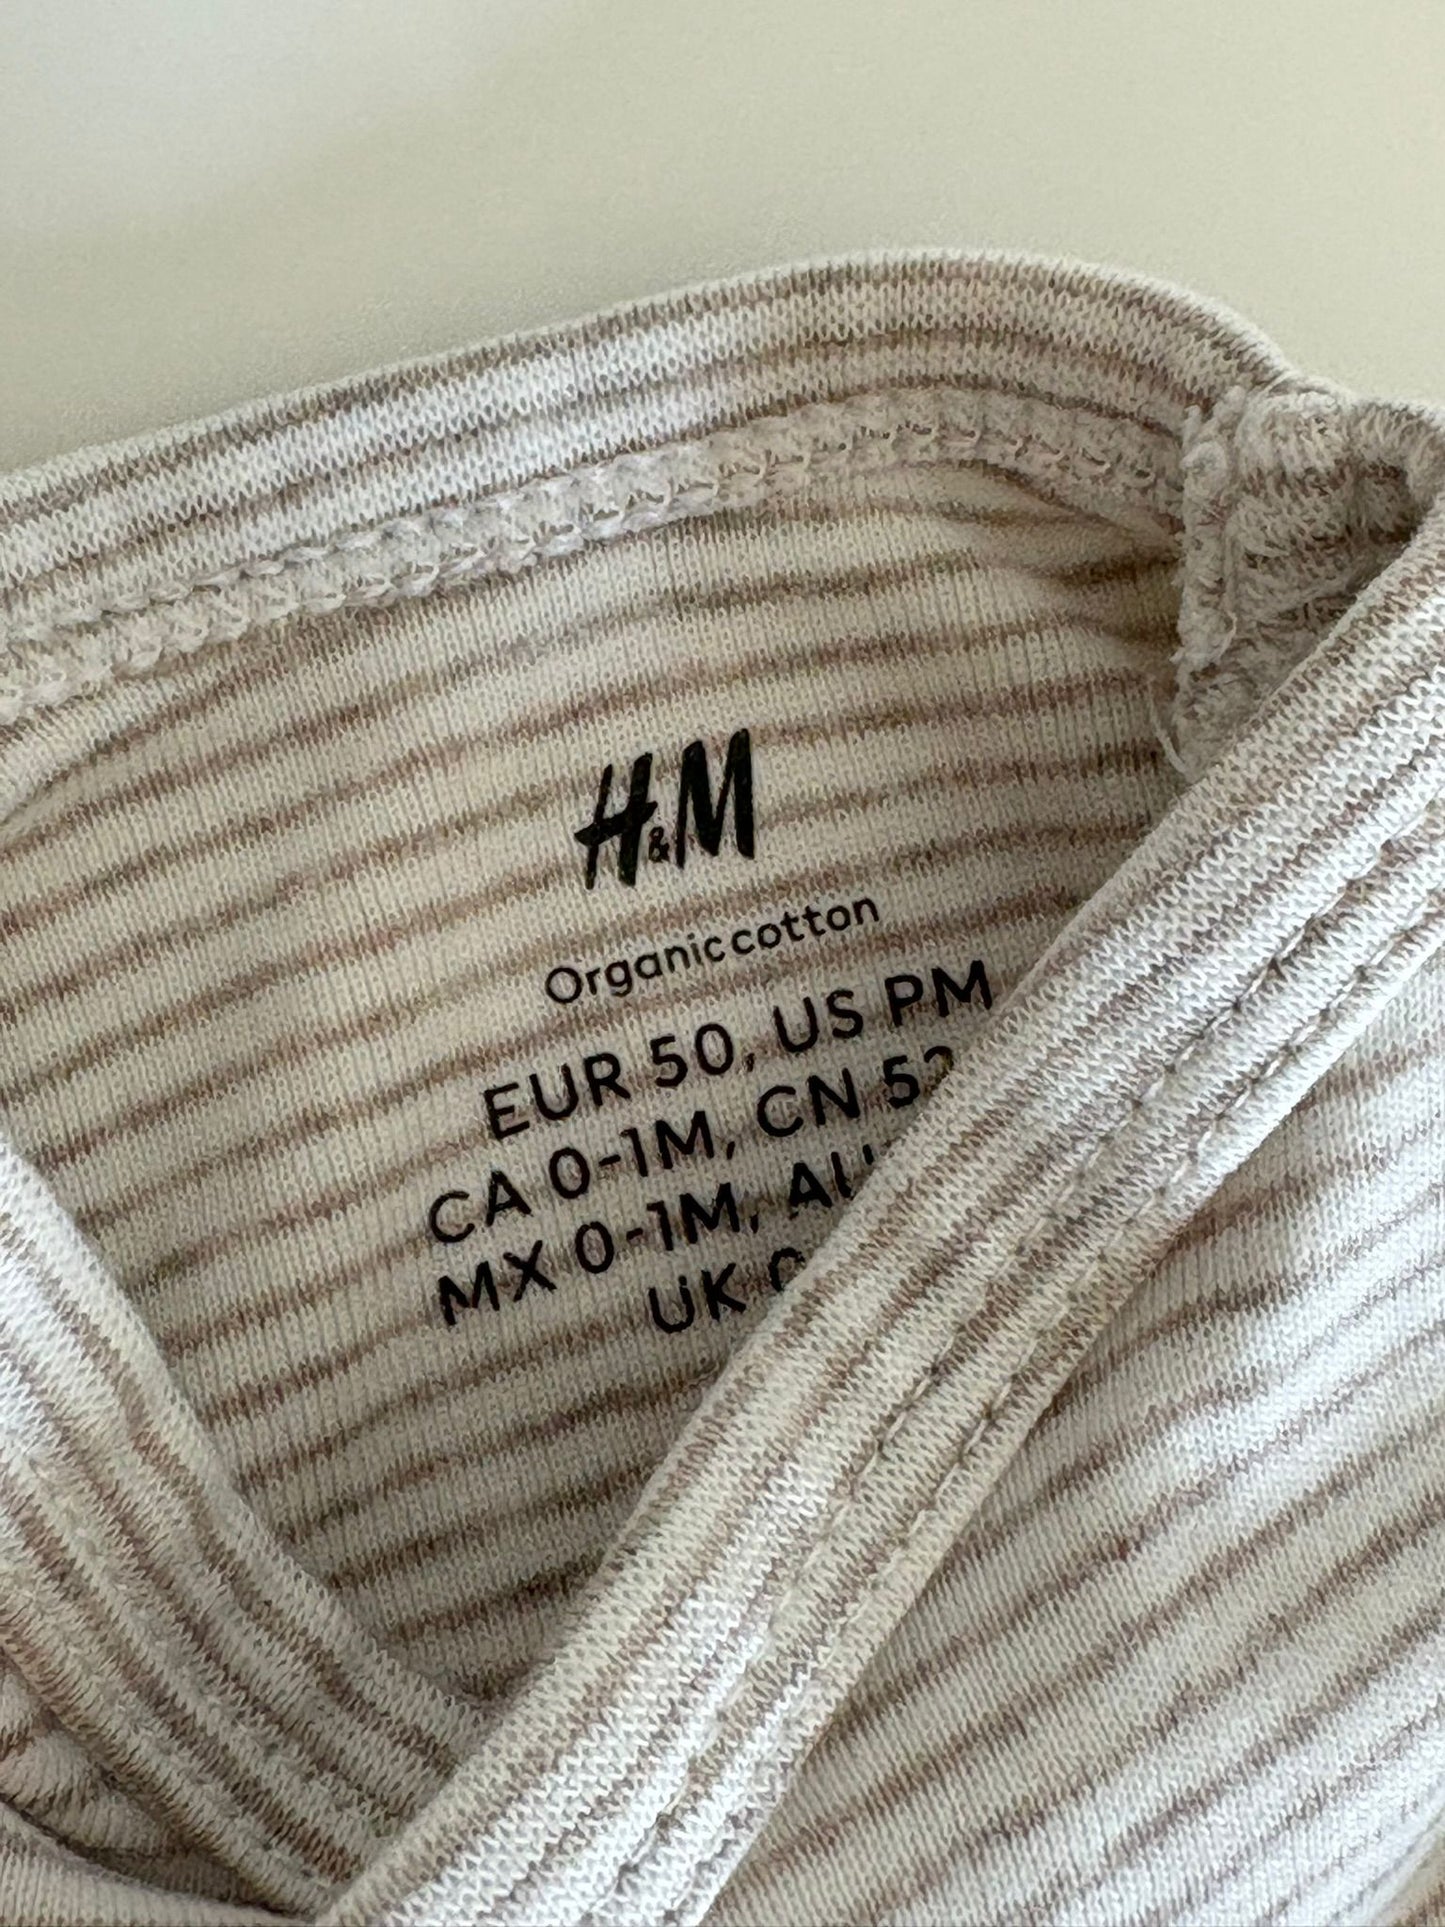 H&M
Organic cotton
EUR 50, US PM
CA 0-1M, CN
MX 0-1M,
UK